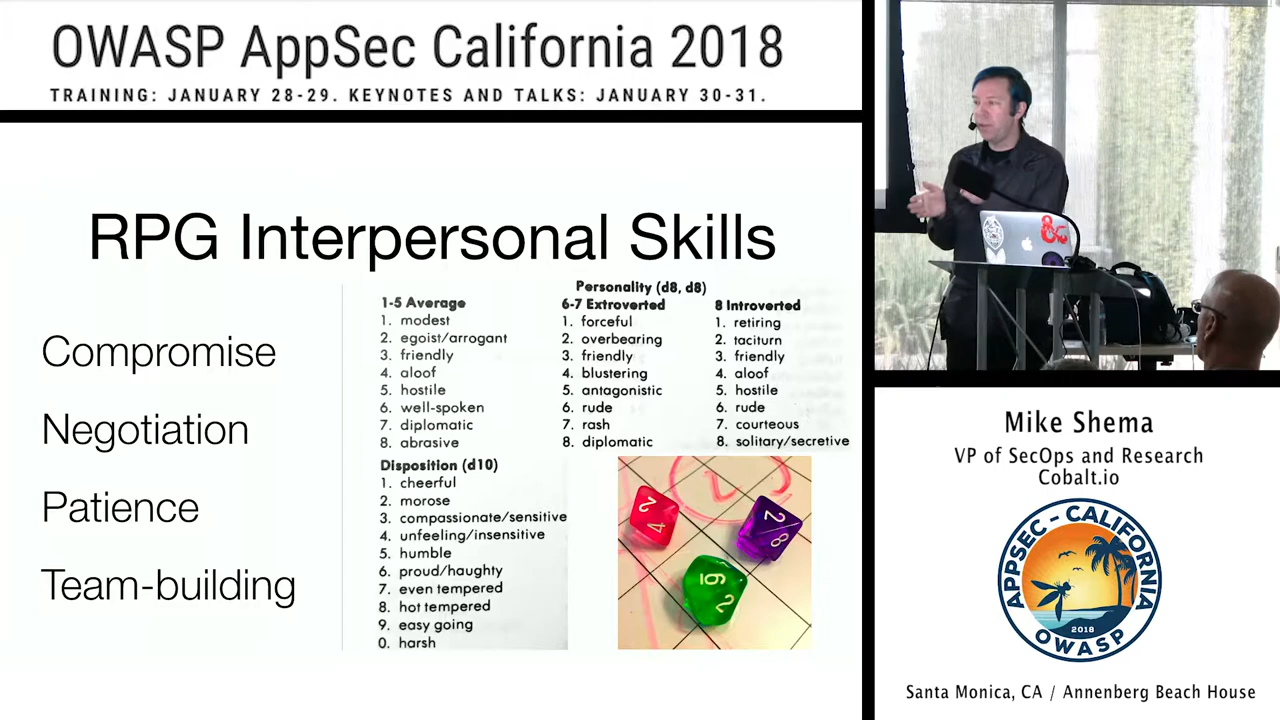 OWASP AppSec California 2018
TRAINING: JANUARY 28-29. KEYNOTES AND TALKS: JANUARY 30-31.
RPG Interpersonal Skills
Compromise
Negotiation
Patience
Team-building
Personality (d8, d8)
1-5 Average
1. modest
2. egoist/arrogant
3. friendly
4. aloof
5. hostile
6. well-spoken
7. diplomatic
8. abrasive
6-7 Extroverted
1. forceful
2. overbearing
3. friendly
4. blustering
5. antagonistic
6. rude
7. rash
8. diplomatic
8 Introverted
1. retiring
2. taciturn
3. friendly
4. aloof
5. hostile
6. rude
7. courteous
8. solitary/secretive
Disposition (d10)
1. cheerful
2. morose
3. compassionate/sensitive
4. unfeeling/insensitive
5. humble
6. proud/haughty
7. even tempered
8. hot tempered
9. easy going
0. harsh
2
4
2
8
6
2
Mike Shema
VP of SecOps and Research
Cobalt.io
APPSEC - CALIFORNIA
2018
OWASP
Santa Monica, CA / Annenberg Beach House